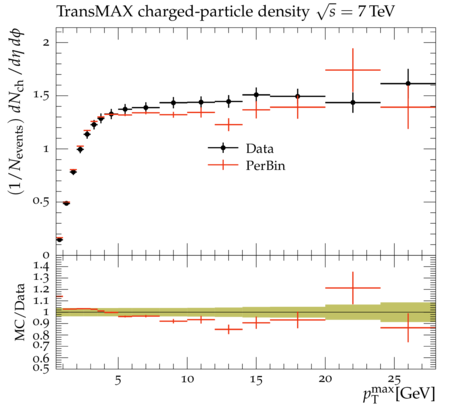 TransMAX charged-particle density √s = 7 TeV
(1/N_events) dN_ch/dη dϕ
2
1.5
1
0.5
0
Data
PerBin
MC/Data
1.4
1.3
1.2
1.1
1
0.9
0.8
0.7
0.6
0.5
5 10 15 20 25
p_T^max[GeV]